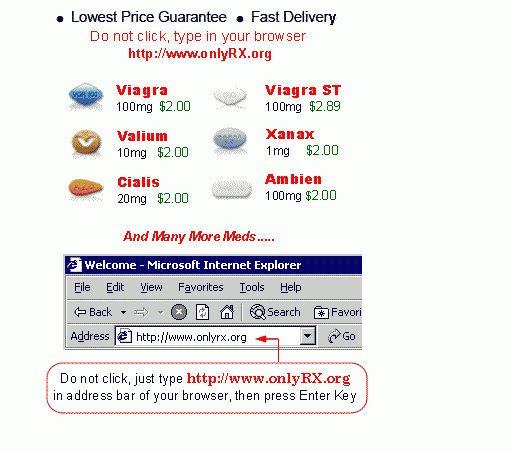 • Lowest Price Guarantee • Fast Delivery
Do not click, type in your browser
http://www.onlyRX.org
Viagra Viagra ST
100mg $2.00 100mg $2.89
Valium Xanax
10mg $2.00 1mg $2.00
Cialis Ambien
20mg $2.00 100mg $2.00
And Many More Meds.....
Welcome - Microsoft Internet Explorer
File Edit View Favorites Tools Help
Back Search Favori
Address http://www.onlyrx.org Go
Do not click, just type http://www.onlyRX.org
in address bar of your browser, then press Enter Key